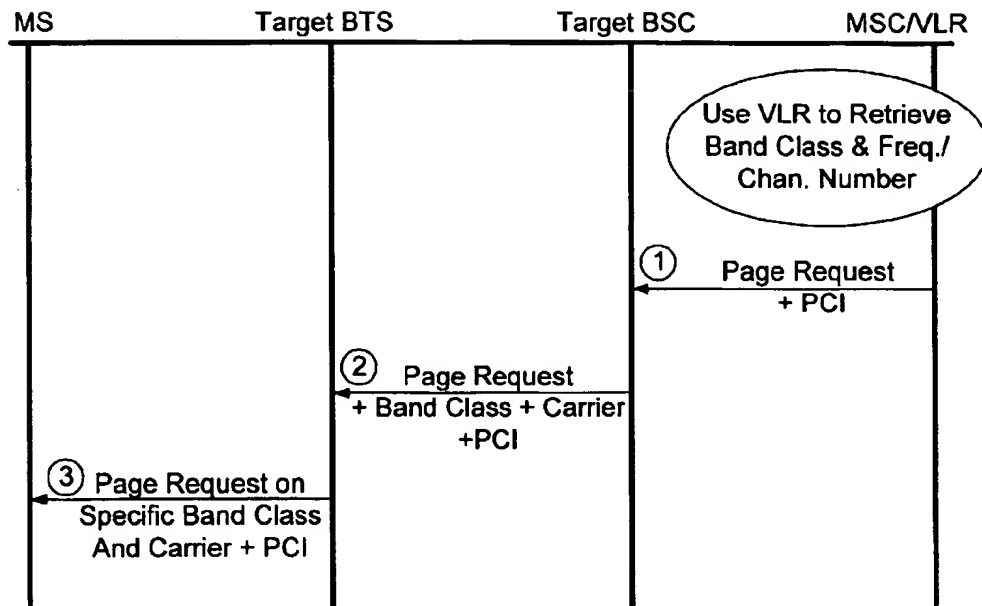 MS Target BTS Target BSC MSC/VLR
Use VLR to Retrieve
Band Class & Freq./
Chan. Number
1 Page Request
+ PCI
2 Page Request
+ Band Class + Carrier
+PCI
3 Page Request on
Specific Band Class
And Carrier + PCI